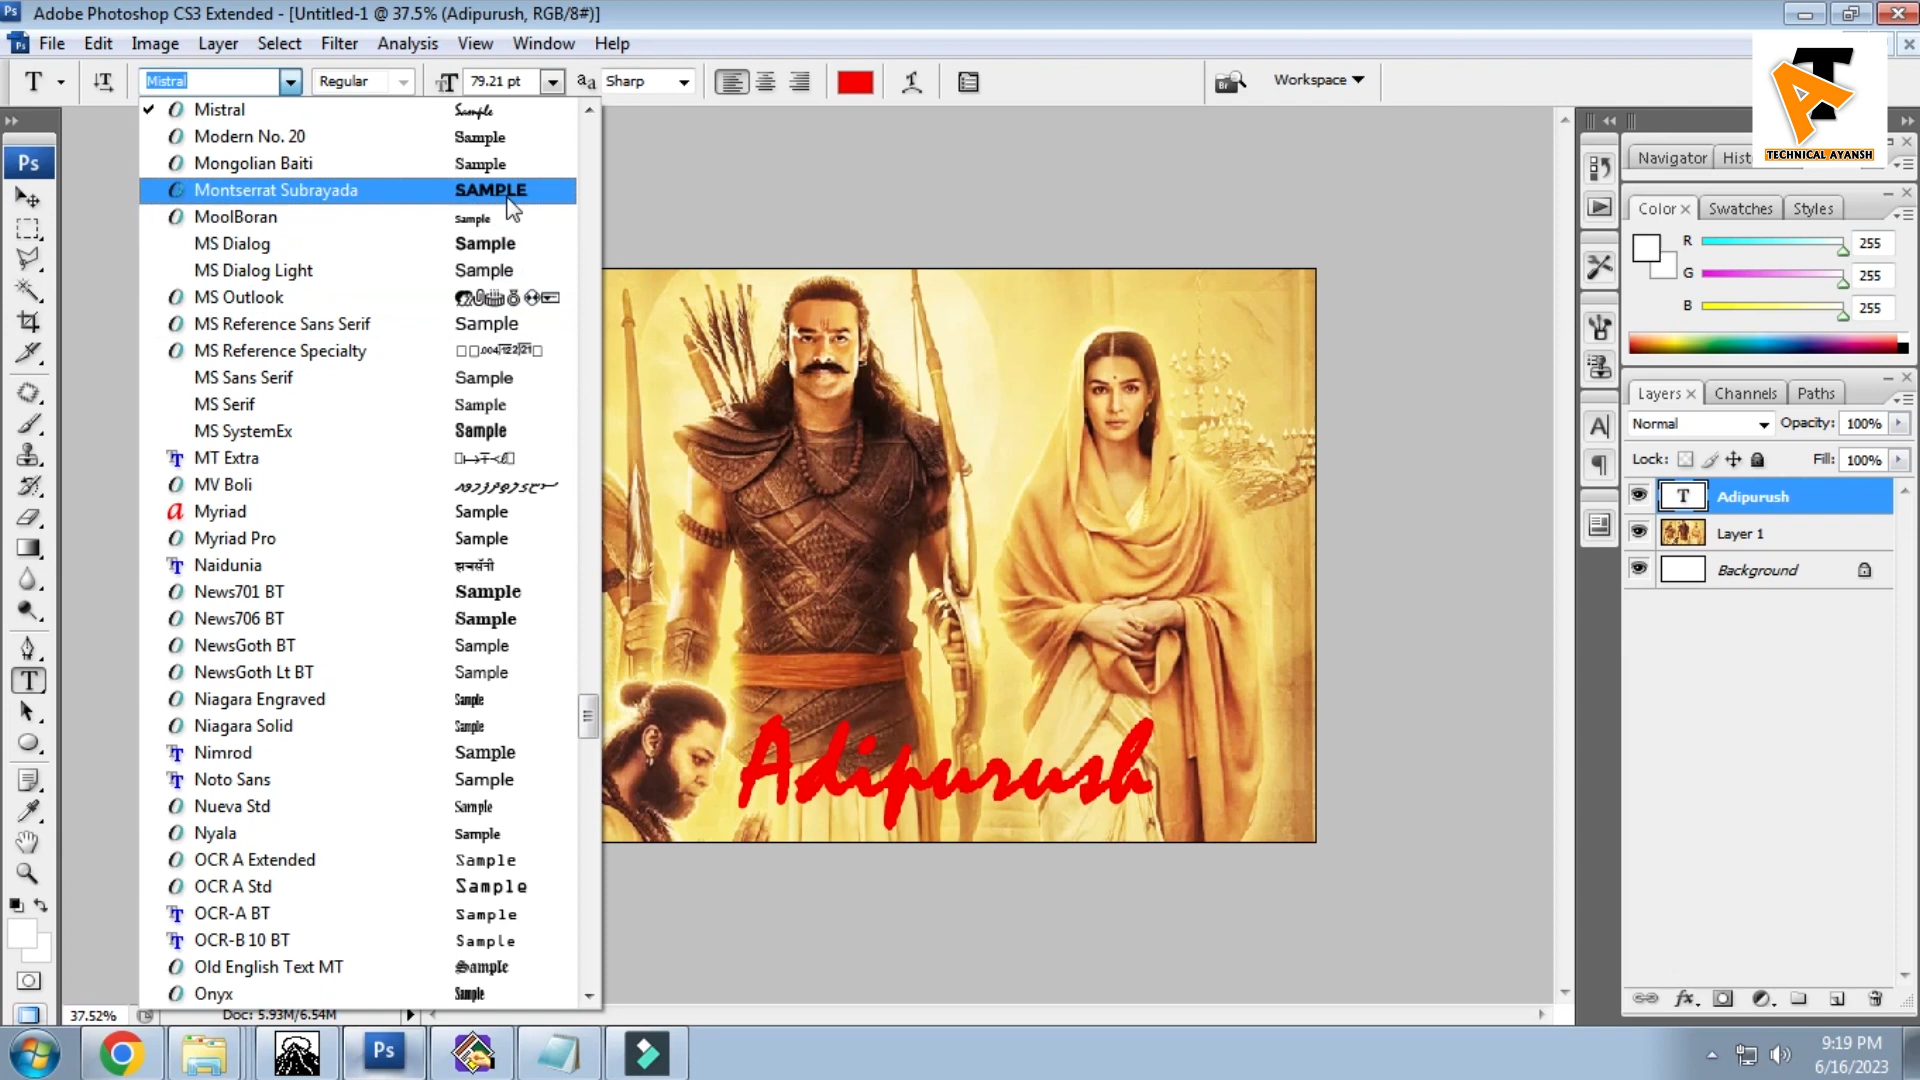 Ps Adobe Photoshop CS3 Extended - [Untitled-1 @ 37.5% (Adipurush, RGB/8#)]
Ps File Edit Image Layer Select Filter Analysis View Window Help
T Mistral Regular 79.21 pt aa Sharp Br Workspace
TECHNICAL AYANSH
Mistral Sample
Modern No. 20 Sample
Mongolian Baiti Sample
Montserrat Subrayada SAMPLE
MoolBoran Sample
MS Dialog Sample
MS Dialog Light Sample
MS Outlook
MS Reference Sans Serif Sample
MS Reference Specialty
MS Sans Serif Sample
MS Serif Sample
MS SystemEx Sample
MT Extra
MV Boli
Myriad Sample
Myriad Pro Sample
Naidunia
News701 BT Sample
News706 BT Sample
NewsGoth BT Sample
NewsGoth Lt BT Sample
Niagara Engraved Sample
Niagara Solid Sample
Nimrod Sample
Noto Sans Sample
Nueva Std Sample
Nyala Sample
OCR A Extended Sample
OCR A Std Sample
OCR-A BT Sample
OCR-B 10 BT Sample
Old English Text MT Sample
Onyx Sample
Adipurush
Navigator Hist
Color Swatches Styles
R 255
G 255
B 255
Layers Channels Paths
Normal Opacity: 100%
Lock: Fill: 100%
T Adipurush
Layer 1
Background
37.52% Doc: 5.93M/6.54M
Ps
9:19 PM
6/16/2023